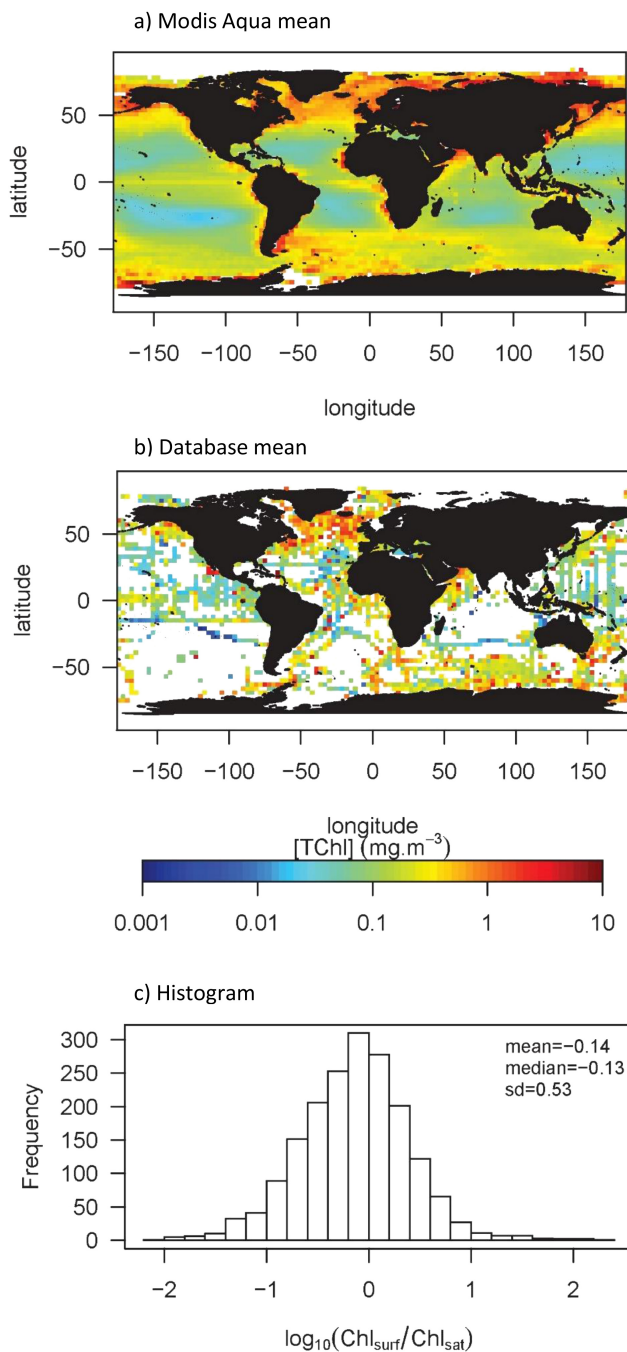 a) Modis Aqua mean
latitude
50
0
−50
−150 −100 −50 0 50 100 150
longitude
b) Database mean
latitude
50
0
−50
−150 −100 −50 0 50 100 150
longitude
[TChl] (mg.m⁻³)
0.001 0.01 0.1 1 10
c) Histogram
Frequency
300
250
200
150
100
50
0
mean=−0.14
median=−0.13
sd=0.53
−2 −1 0 1 2
log₁₀(Chl_surf/Chl_sat)